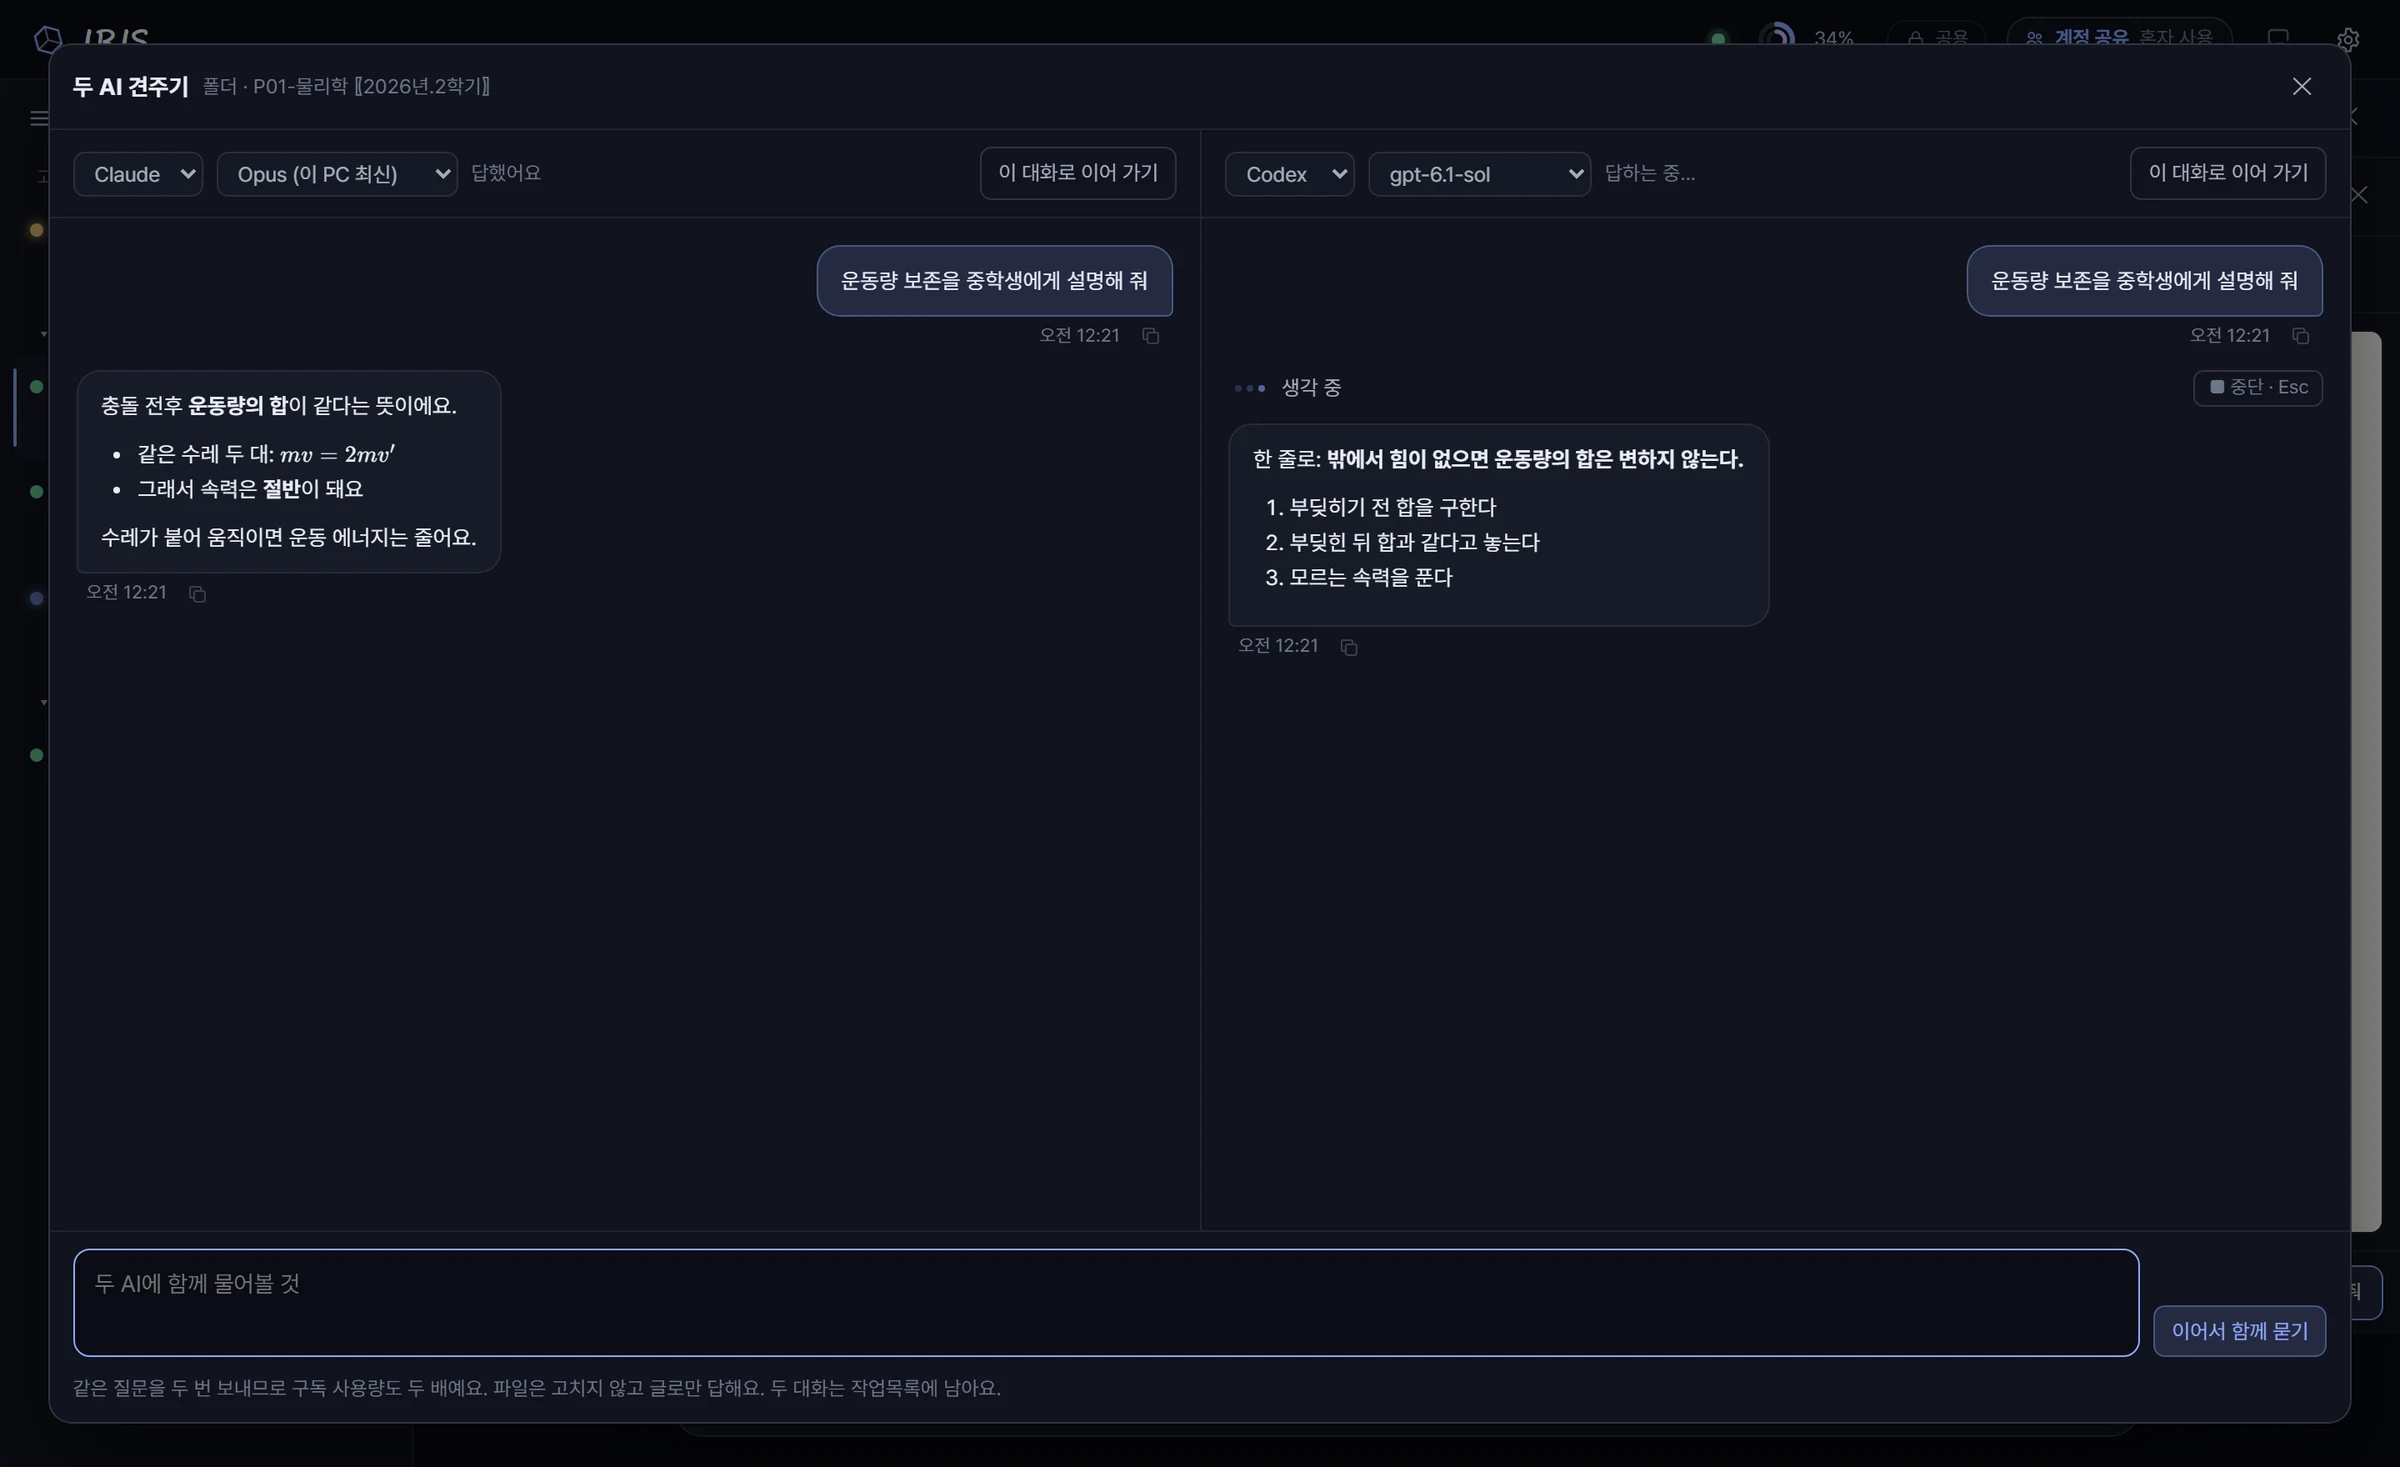 IRIS
34%
공용
계정 공유 혼자 사용
두 AI 견주기 폴더 · P01-물리학 〖2026년.2학기〗
Claude
Opus (이 PC 최신)
답했어요
이 대화로 이어 가기
운동량 보존을 중학생에게 설명해 줘
오전 12:21
충돌 전후 운동량의 합이 같다는 뜻이에요.
• 같은 수레 두 대: mv = 2mv′
• 그래서 속력은 절반이 돼요
수레가 붙어 움직이면 운동 에너지는 줄어요.
오전 12:21
Codex
gpt-6.1-sol
답하는 중...
이 대화로 이어 가기
운동량 보존을 중학생에게 설명해 줘
오전 12:21
생각 중
중단 · Esc
한 줄로: 밖에서 힘이 없으면 운동량의 합은 변하지 않는다.
1. 부딪히기 전 합을 구한다
2. 부딪힌 뒤 합과 같다고 놓는다
3. 모르는 속력을 푼다
오전 12:21
두 AI에 함께 물어볼 것
이어서 함께 묻기
같은 질문을 두 번 보내므로 구독 사용량도 두 배예요. 파일은 고치지 않고 글로만 답해요. 두 대화는 작업목록에 남아요.